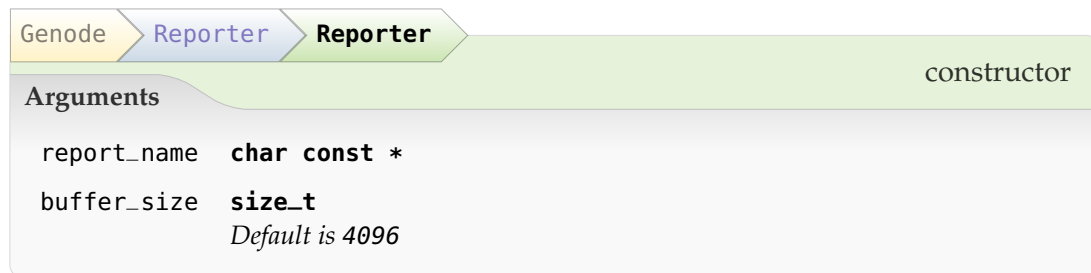 Genode Reporter Reporter
constructor
Arguments
report_name char const *
buffer_size size_t
Default is 4096